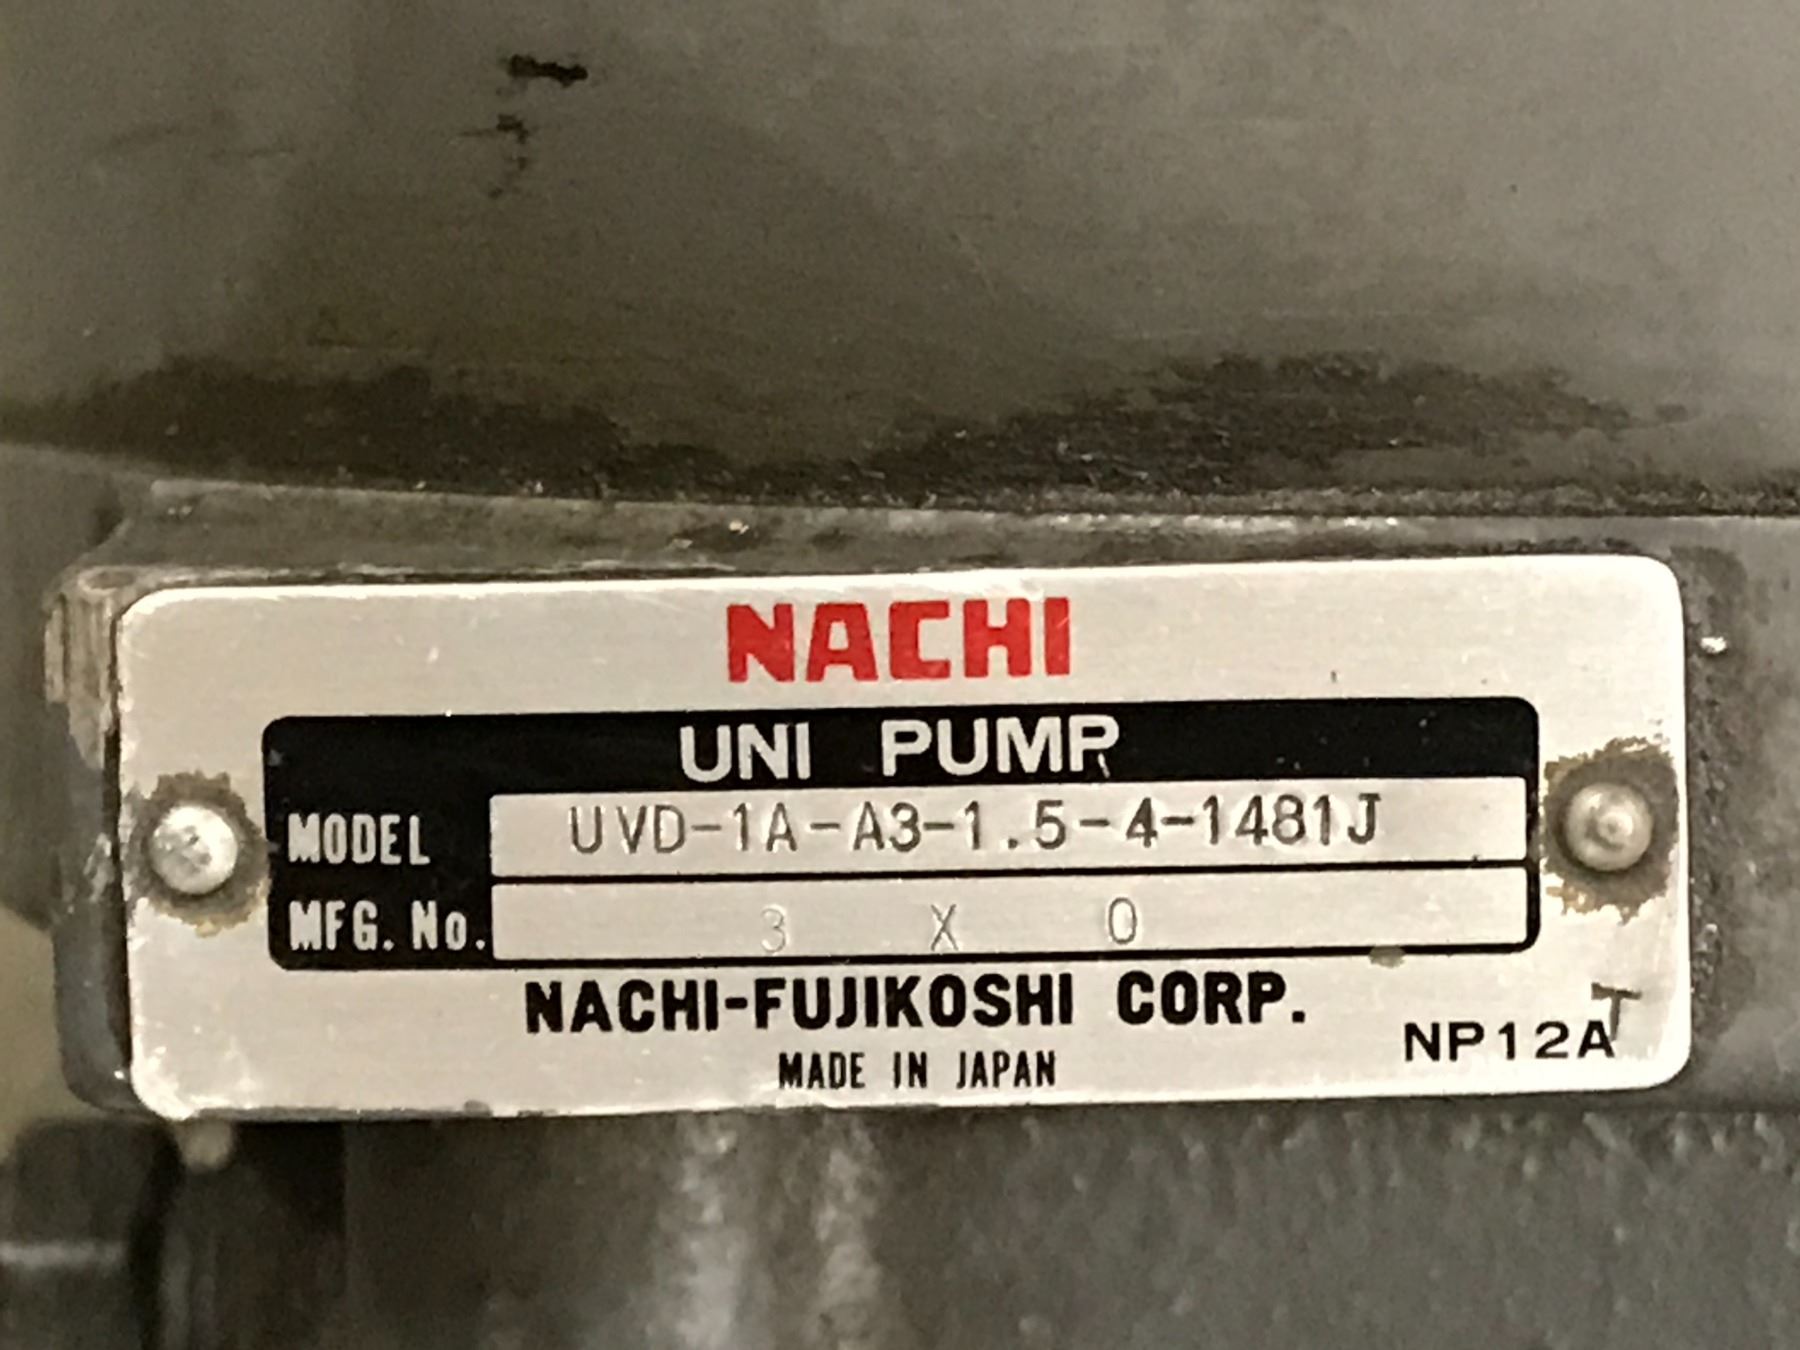 NACHI
UNI PUMP
MODEL UVD-1A-A3-1.5-4-1481J
MFG. No. 3 X 0
NACHI-FUJIKOSHI CORP.
MADE IN JAPAN
NP12A T